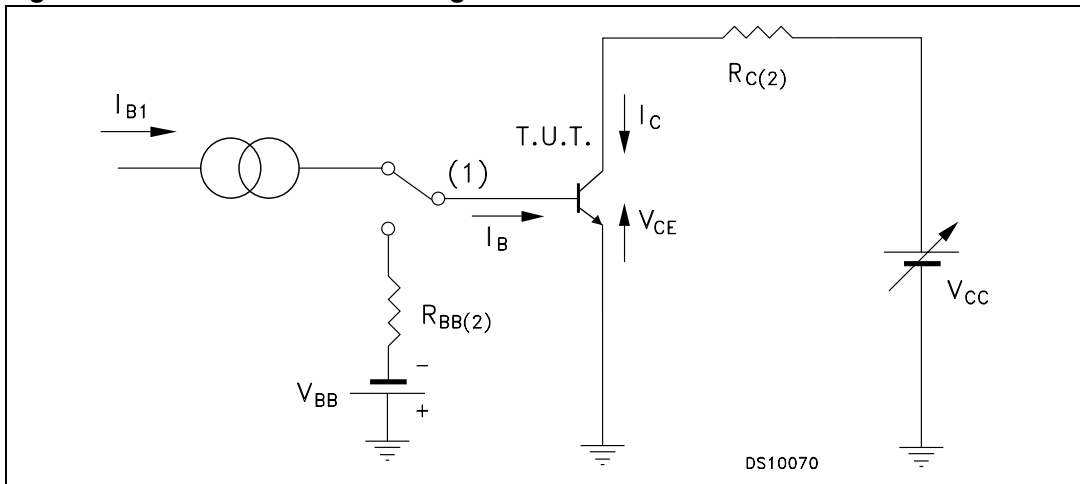 R_C(2)
I_B1
I_C
T.U.T.
(1)
V_CE
I_B
V_CC
R_BB(2)
-
V_BB
+
DS10070